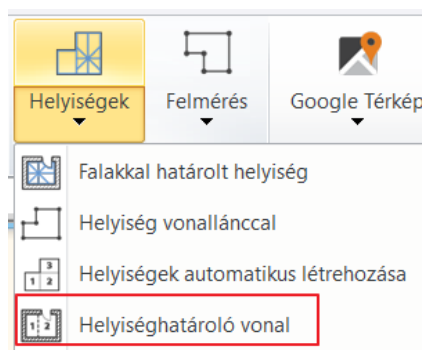 Helyiségek
Felmérés
Google Térkép
Falakkal határolt helyiség
Helyiség vonallánccal
Helyiségek automatikus létrehozása
Helyiséghatároló vonal